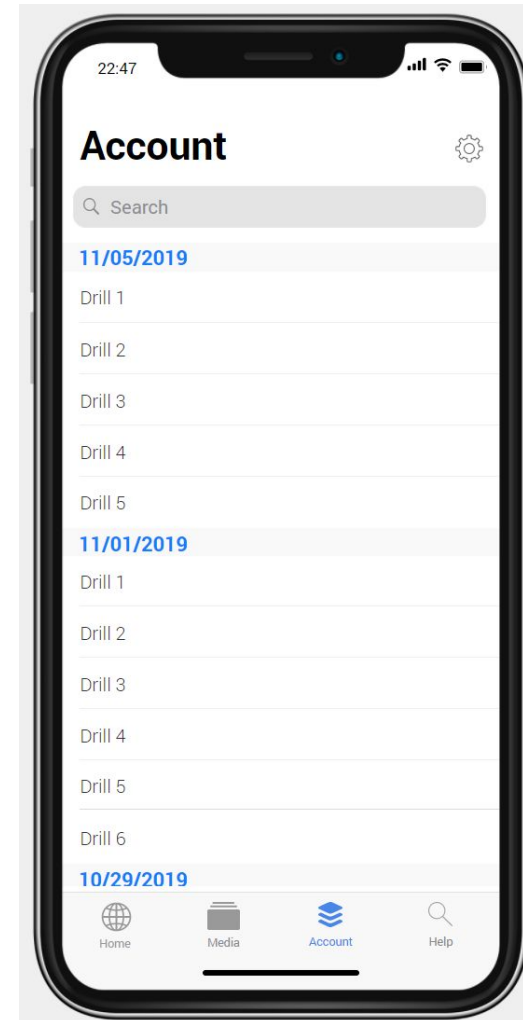 22:47
Account
Search
11/05/2019
Drill 1
Drill 2
Drill 3
Drill 4
Drill 5
11/01/2019
Drill 1
Drill 2
Drill 3
Drill 4
Drill 5
Drill 6
10/29/2019
Home Media Account Help